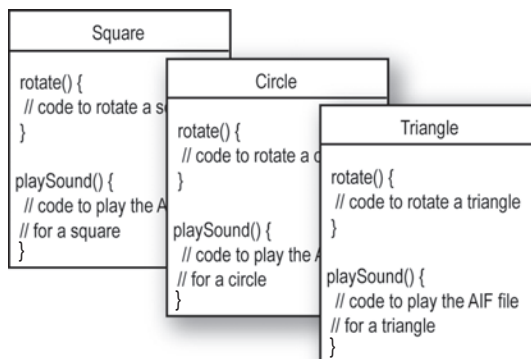 Square
rotate() {
// code to rotate a
}
playSound() {
// code to play the
// for a square
}
Circle
rotate() {
// code to rotate a
}
playSound() {
// code to play the
// for a circle
}
Triangle
rotate() {
// code to rotate a triangle
}
playSound() {
// code to play the AIF file
// for a triangle
}